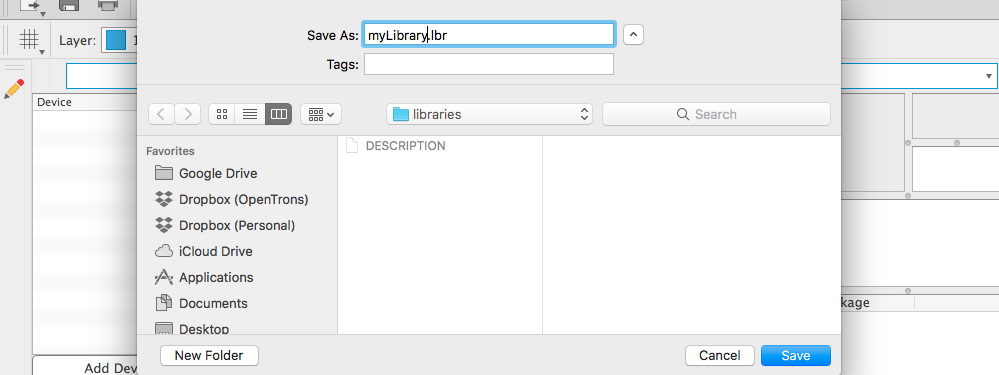 Save As: myLibrary.lbr
Layer: 1
Tags:
Device
libraries
Search
Favorites
DESCRIPTION
Google Drive
Dropbox (OpenTrons)
Dropbox (Personal)
iCloud Drive
Applications
kage
Documents
Desktop
New Folder
Cancel
Save
Add Dev